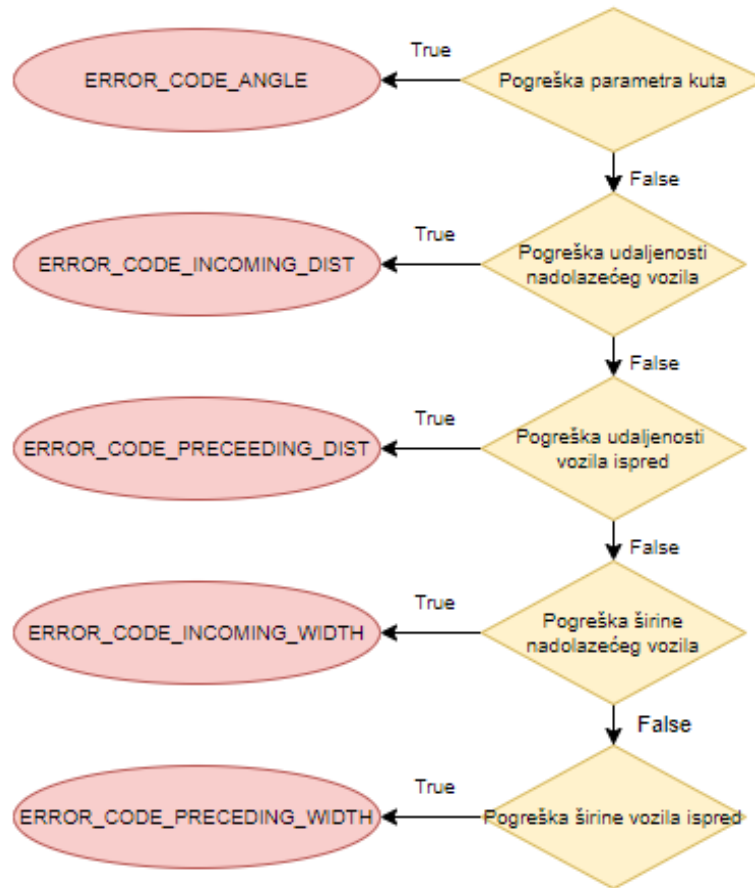 True
ERROR_CODE_ANGLE
Pogreška parametra kuta
False
True
ERROR_CODE_INCOMING_DIST
Pogreška udaljenosti
nadolazećeg vozila
False
True
ERROR_CODE_PRECEEDING_DIST
Pogreška udaljenosti
vozila ispred
False
True
ERROR_CODE_INCOMING_WIDTH
Pogreška širine
nadolazećeg vozila
False
True
ERROR_CODE_PRECEDING_WIDTH
Pogreška širine vozila ispred